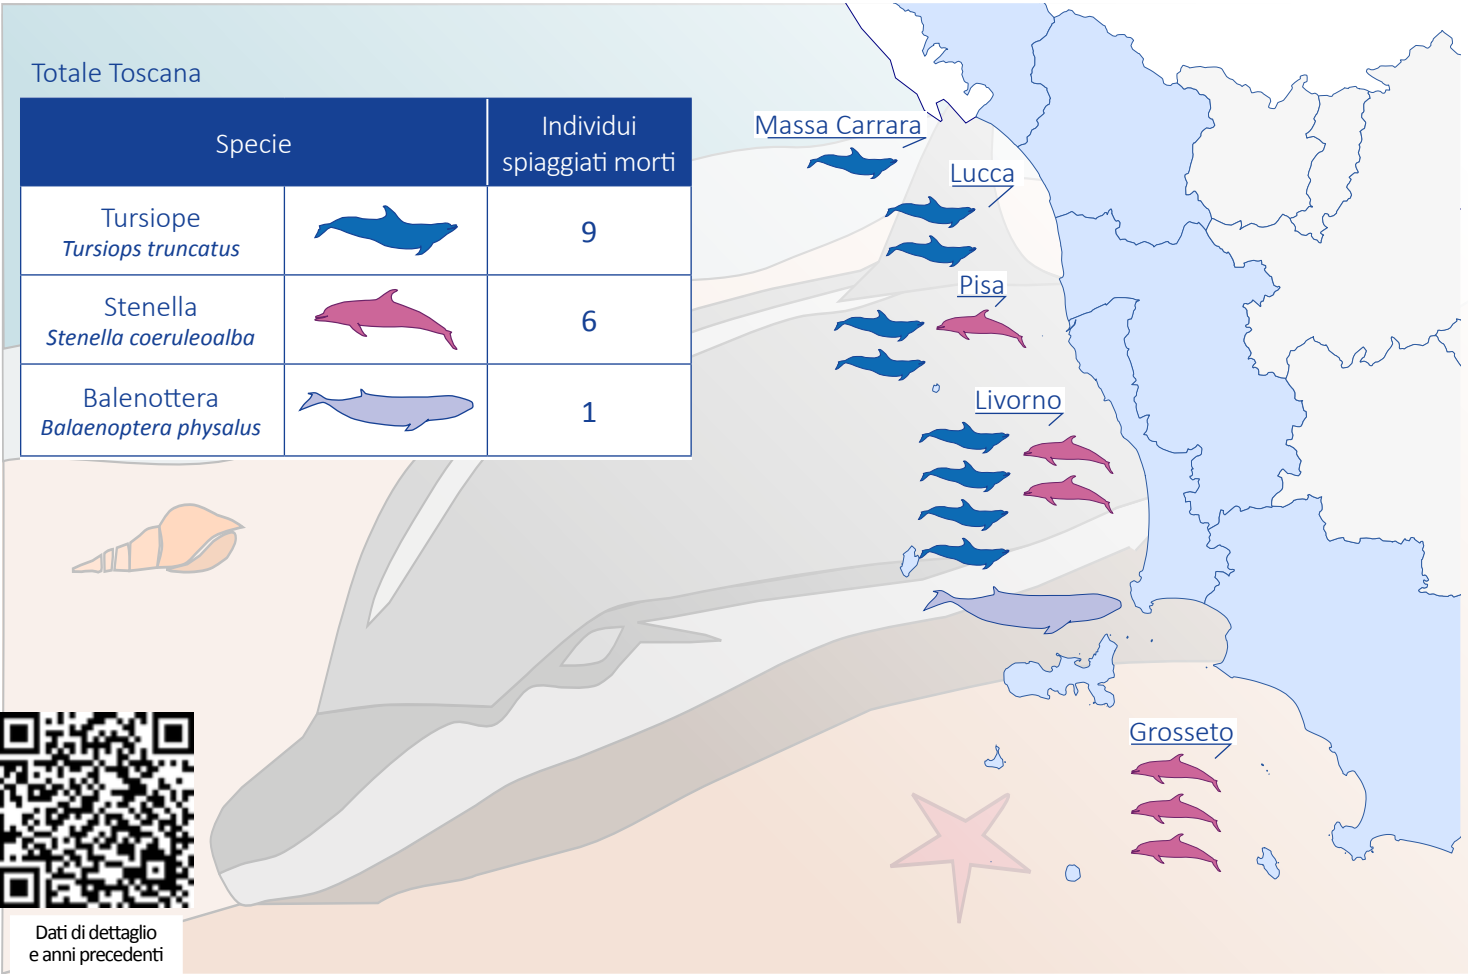 Totale Toscana
Specie
Individui
spiaggiati morti
Tursiope
Tursiops truncatus
9
Stenella
Stenella coeruleoalba
6
Balenottera
Balaenoptera physalus
1
Massa Carrara
Lucca
Pisa
Livorno
Grosseto
Dati di dettaglio
e anni precedenti